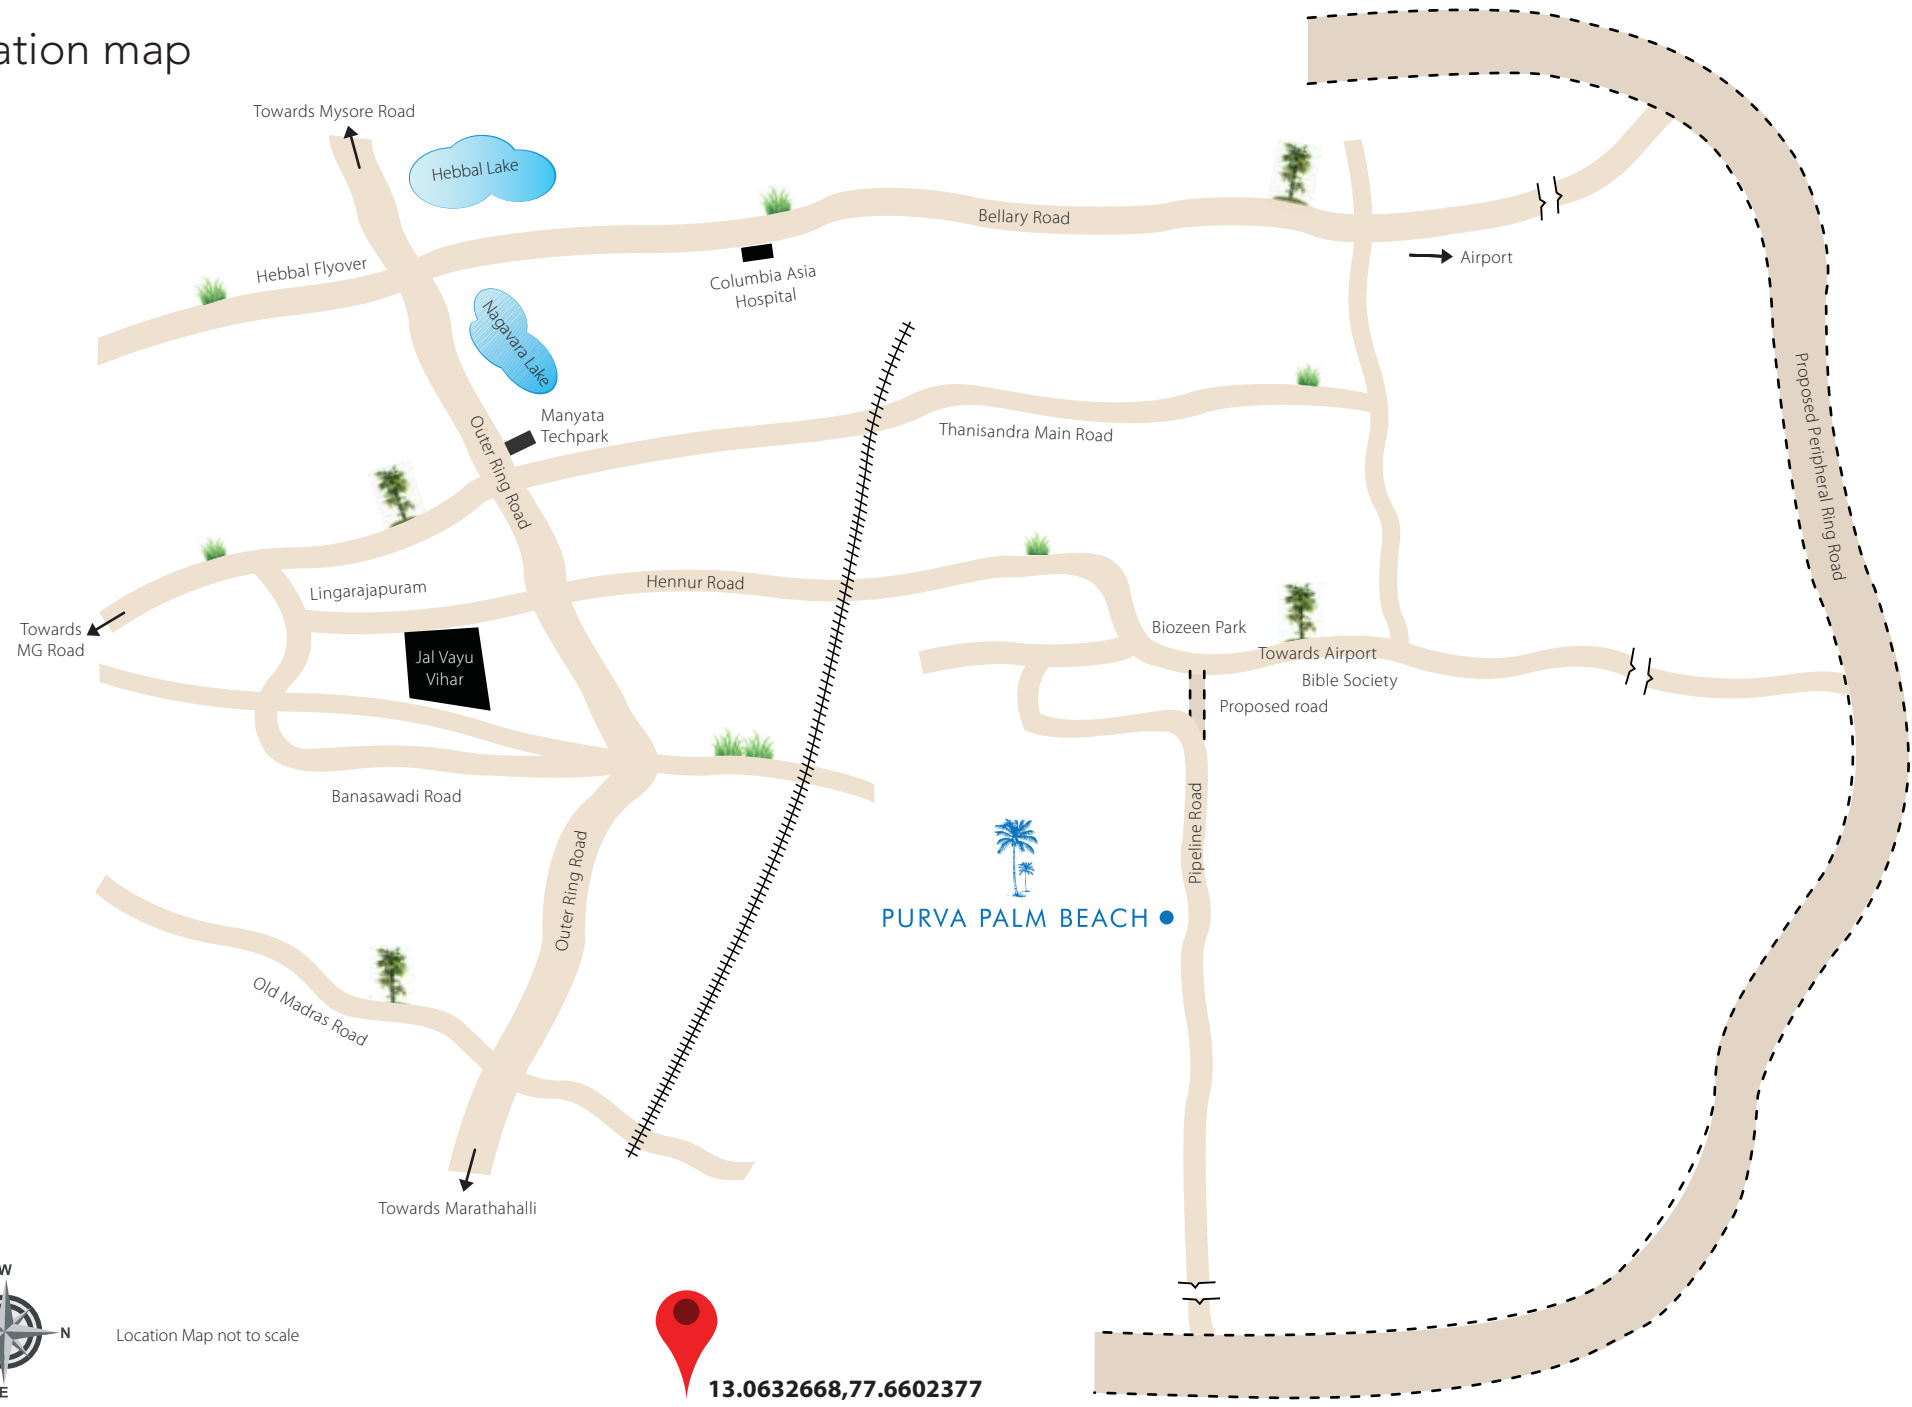 ation map
Towards Mysore Road
Hebbal Lake
Bellary Road
Hebbal Flyover
Airport
Columbia Asia
Hospital
Nagavara Lake
Manyata
Techpark
Outer Ring Road
Thanisandra Main Road
Proposed Peripheral Ring Road
Lingarajapuram
Hennur Road
Towards
MG Road
Jal Vayu
Vihar
Biozeen Park
Towards Airport
Bible Society
Proposed road
Banasawadi Road
Pipeline Road
Outer Ring Road
PURVA PALM BEACH
Old Madras Road
Towards Marathahalli
W
N
E
Location Map not to scale
13.0632668,77.6602377